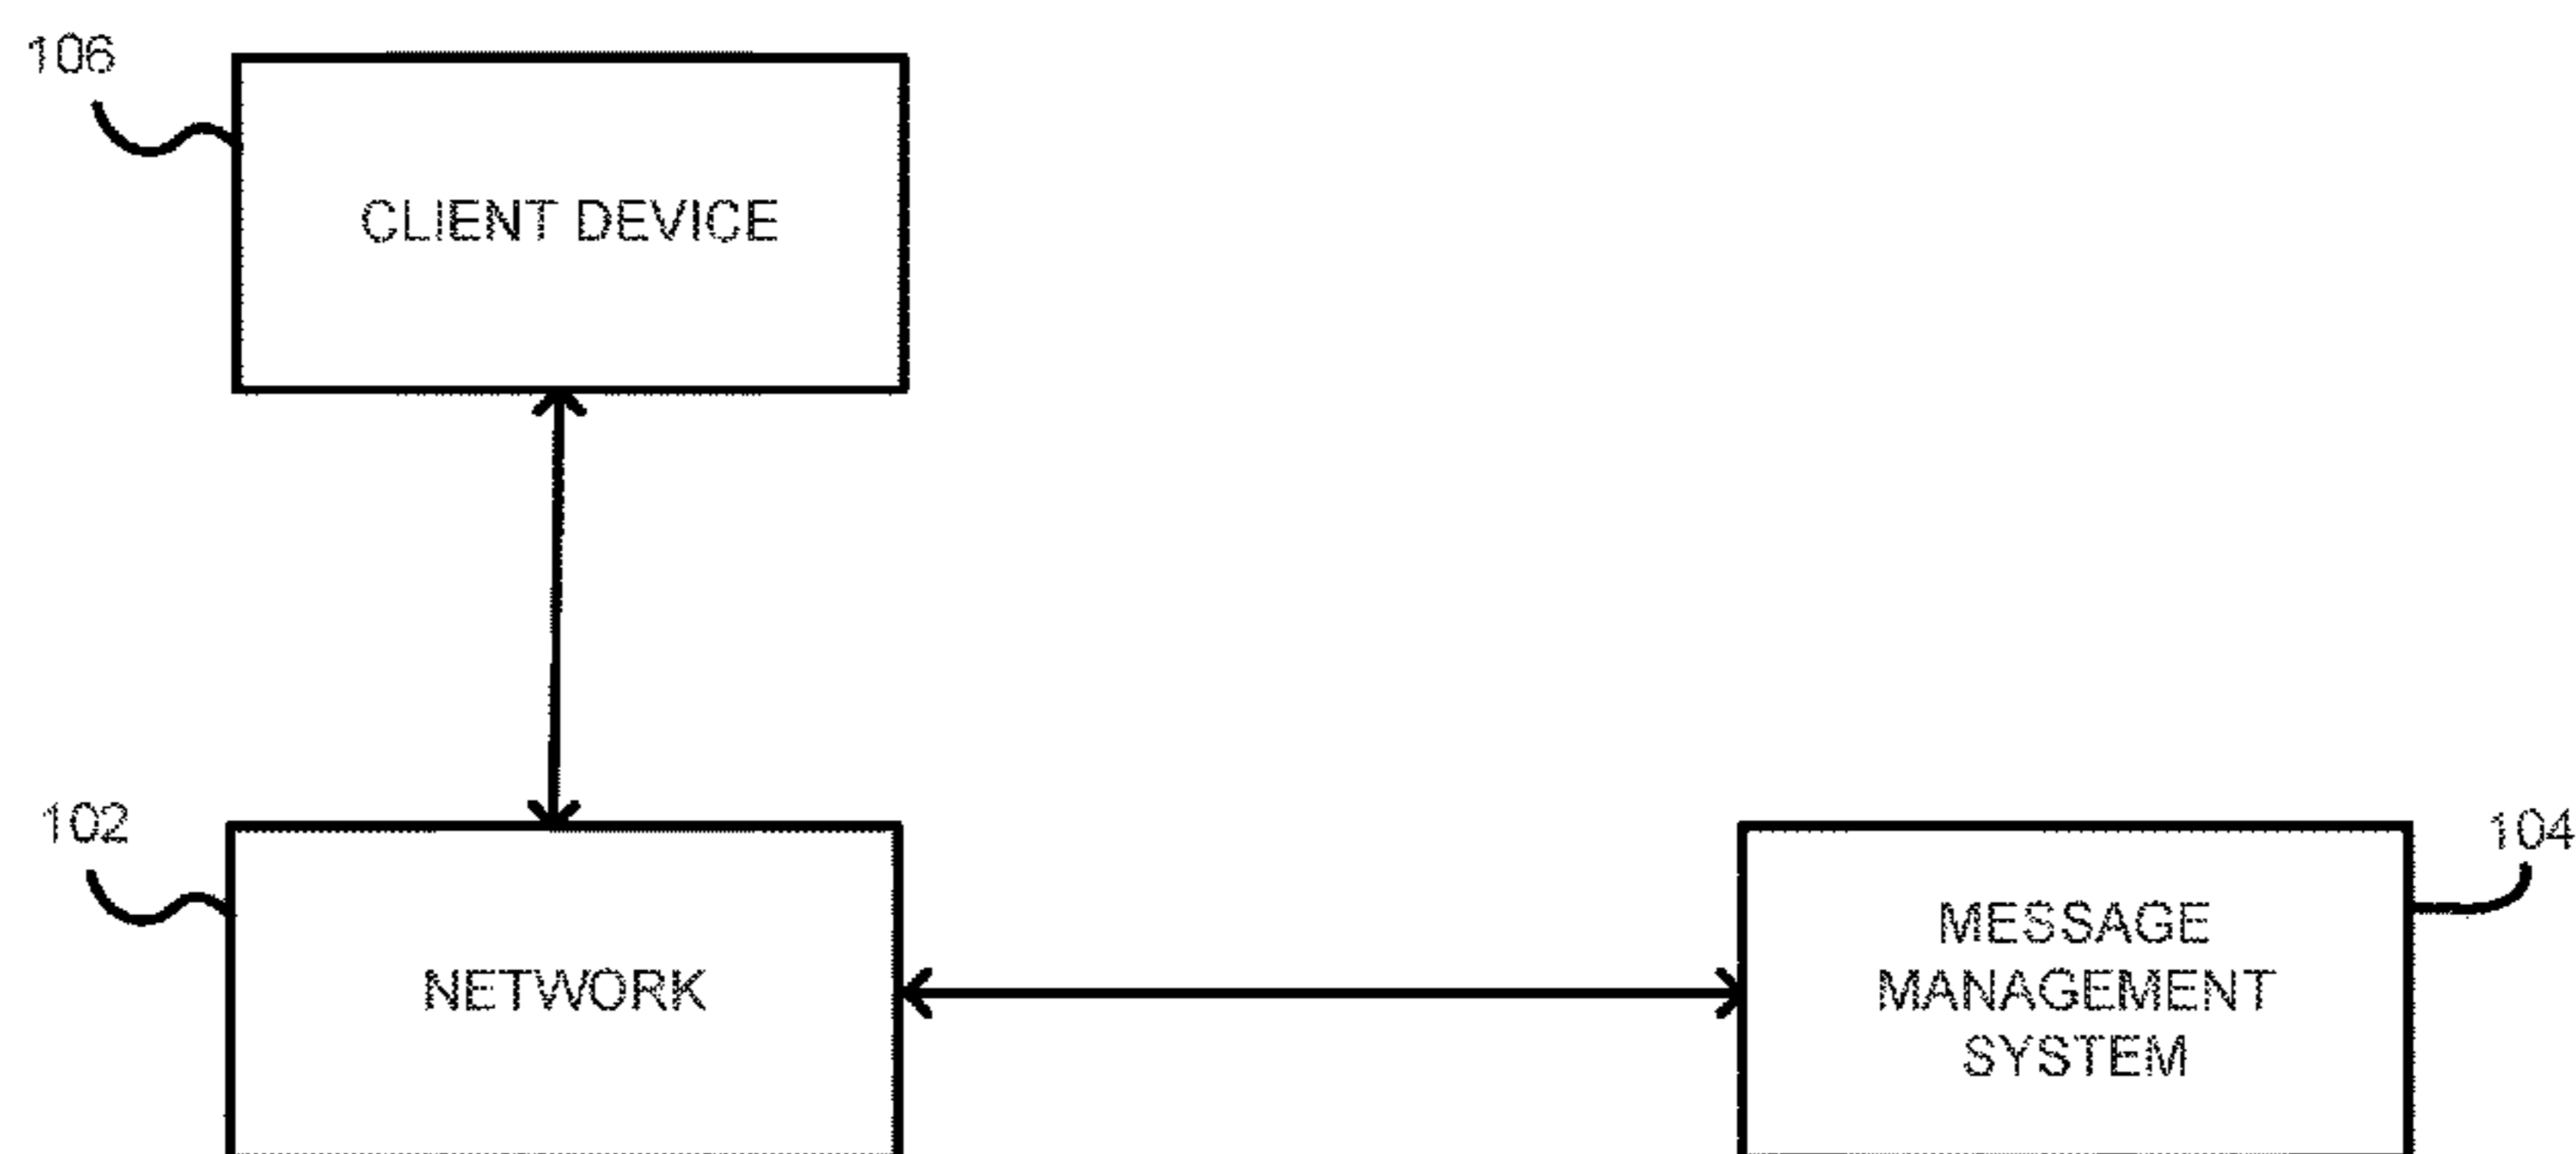 106
CLIENT DEVICE
102
104
NETWORK
MESSAGE
MANAGEMENT
SYSTEM